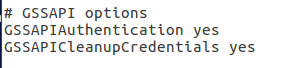 # GSSAPI options
GSSAPIAuthentication yes
GSSAPICleanupCredentials yes